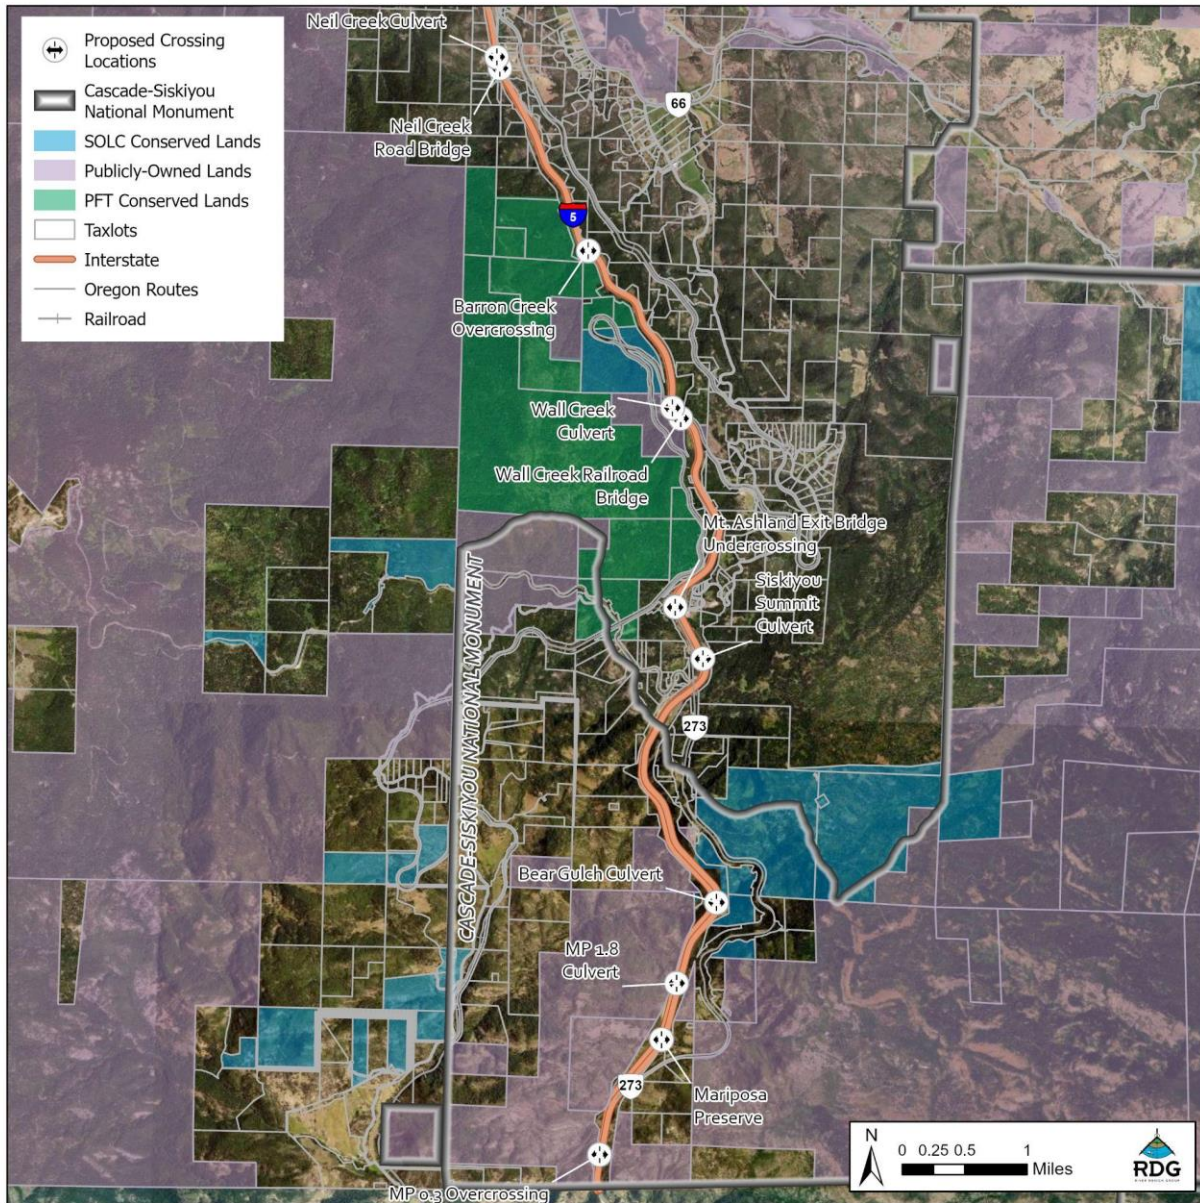 Proposed Crossing
Locations
Cascade-Siskiyou
National Monument
SOLC Conserved Lands
Publicly-Owned Lands
PFT Conserved Lands
Taxlots
Interstate
Oregon Routes
Railroad
Neil Creek Culvert
66
Neil Creek
Road Bridge
5
Barron Creek
Overcrossing
Wall Creek
Culvert
Wall Creek Railroad
Bridge
Mt. Ashland Exit Bridge
Undercrossing
Siskiyou
Summit
Culvert
CASCADE-SISKIYOU NATIONAL MONUMENT
273
Bear Gulch Culvert
MP 1.8
Culvert
273
Mariposa
Preserve
MP 0.3 Overcrossing
N
0 0.25 0.5 1
Miles
RDG
RIVER DESIGN GROUP